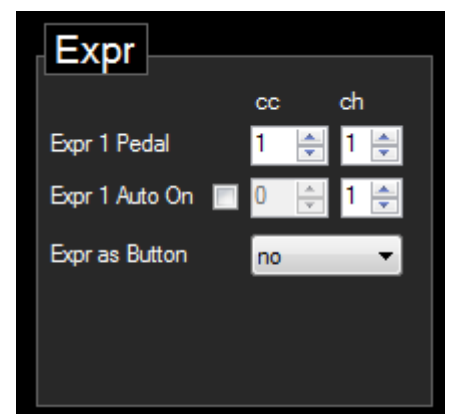 Expr
cc ch
Expr 1 Pedal 1 1
Expr 1 Auto On 0 1
Expr as Button no